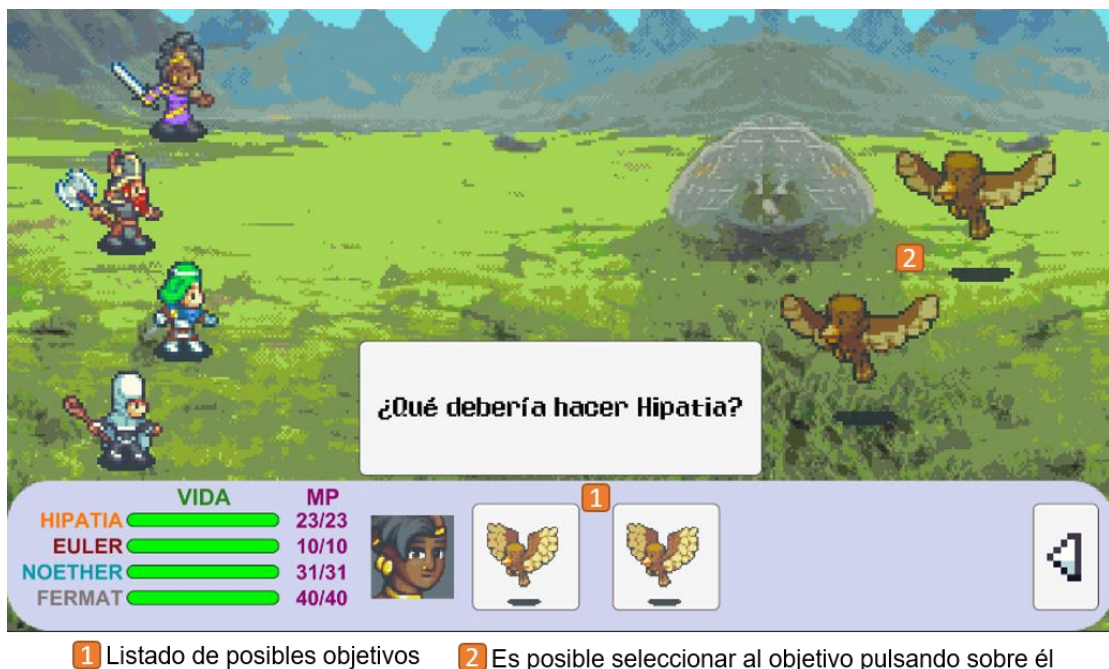 2
¿Qué debería hacer Hipatia?
1
VIDA MP
HIPATIA 23/23
EULER 10/10
NOETHER 31/31
FERMAT 40/40
1 Listado de posibles objetivos 2 Es posible seleccionar al objetivo pulsando sobre él